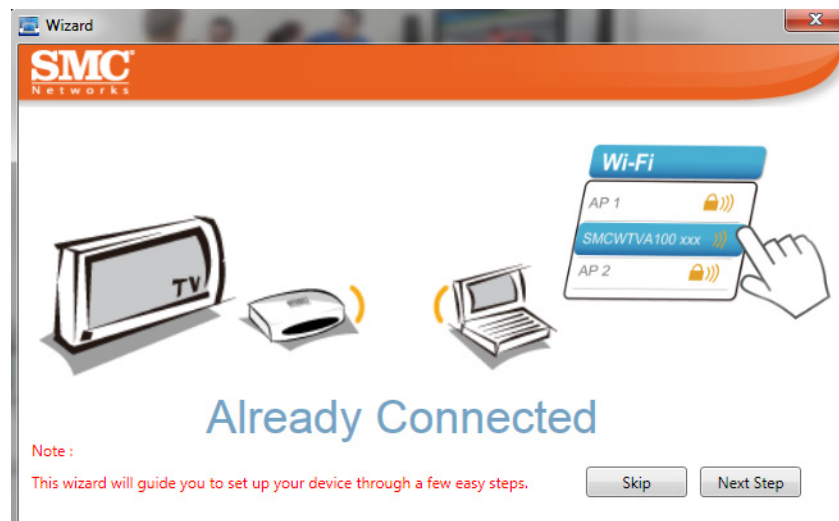 Wizard
SMC
Networks
Wi-Fi
AP 1
SMCWTVA100 xxx
AP 2
TV
SMC
Already Connected
Note :
This wizard will guide you to set up your device through a few easy steps.
Skip
Next Step